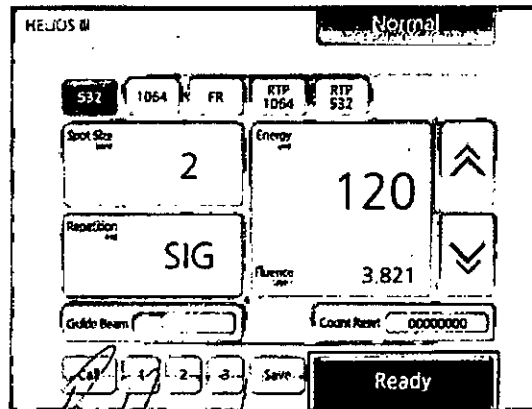 HELIOS III
Normal
532 1064 FR RTP 1064 RTP 532
Spot Size
2
Energy
120
Repetition
SIG
Fluence
3.821
Guide Beam
Count Reset 00000000
Call 1 2 3 Save
Ready